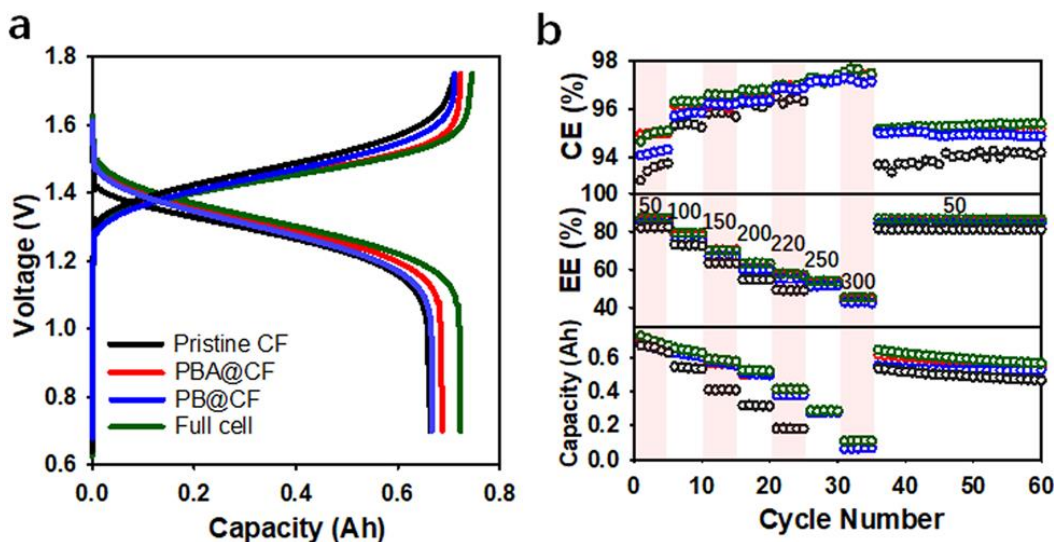 a
1.8
1.6
1.4
1.2
1.0
0.8
0.6
Voltage (V)
Pristine CF
PBA@CF
PB@CF
Full cell
0.0 0.2 0.4 0.6 0.8
Capacity (Ah)
b
98
96
94
CE (%)
100
80
60
40
EE (%)
50 100 150 200 220 250 300 50
0.6
0.4
0.2
0.0
Capacity (Ah)
0 10 20 30 40 50 60
Cycle Number